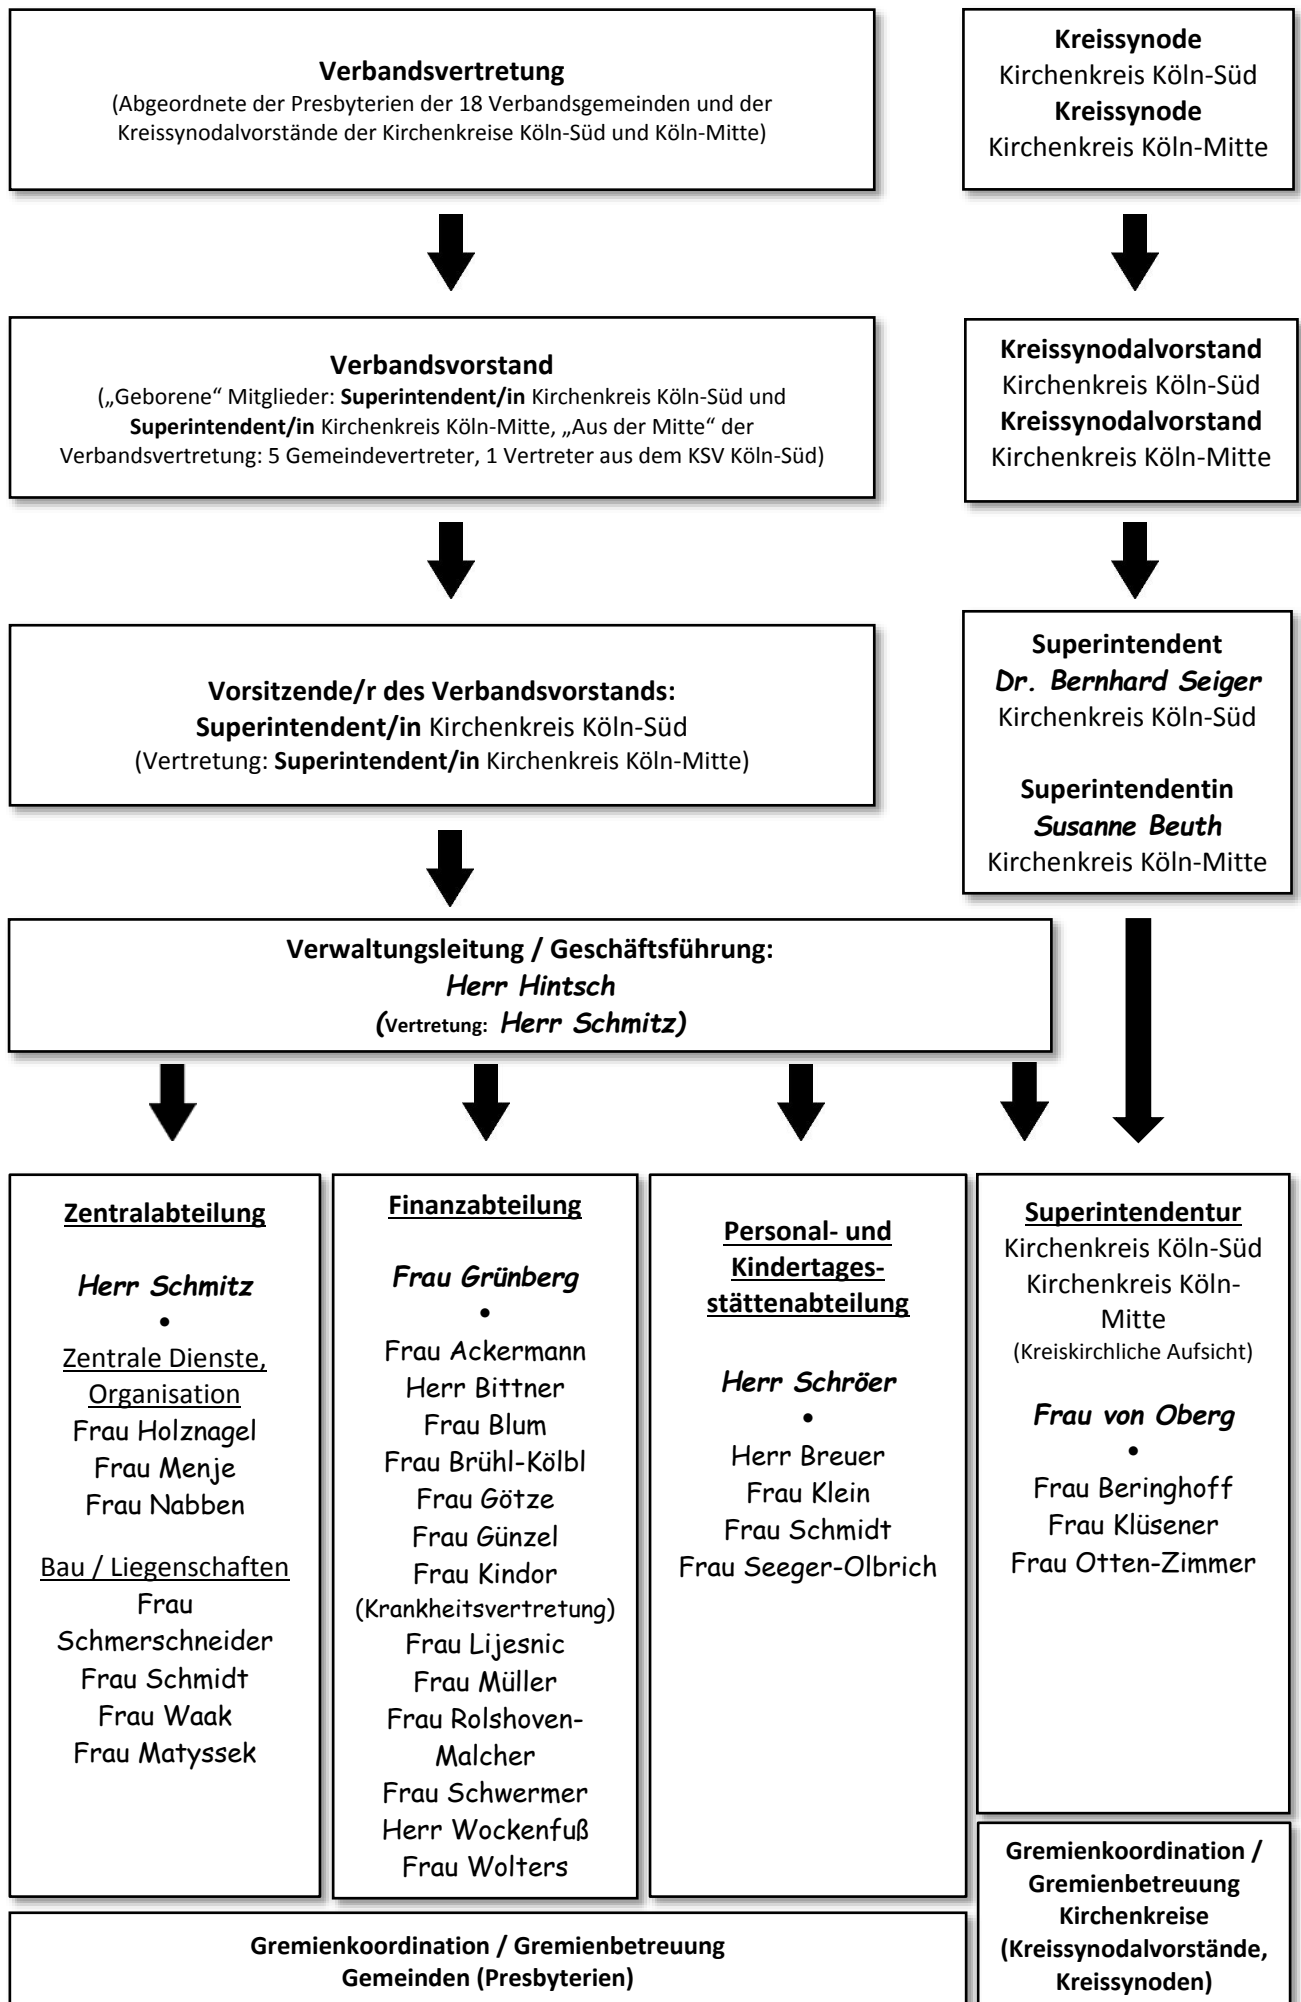 Verbandsvertretung
(Abgeordnete der Presbyterien der 18 Verbandsgemeinden und der
Kreissynodalvorstände der Kirchenkreise Köln-Süd und Köln-Mitte)
Kreissynode
Kirchenkreis Köln-Süd
Kreissynode
Kirchenkreis Köln-Mitte
Verbandsvorstand
(„Geborene“ Mitglieder: Superintendent/in Kirchenkreis Köln-Süd und
Superintendent/in Kirchenkreis Köln-Mitte, „Aus der Mitte“ der
Verbandsvertretung: 5 Gemeindevertreter, 1 Vertreter aus dem KSV Köln-Süd)
Kreissynodalvorstand
Kirchenkreis Köln-Süd
Kreissynodalvorstand
Kirchenkreis Köln-Mitte
Vorsitzende/r des Verbandsvorstands:
Superintendent/in Kirchenkreis Köln-Süd
(Vertretung: Superintendent/in Kirchenkreis Köln-Mitte)
Superintendent
Dr. Bernhard Seiger
Kirchenkreis Köln-Süd
Superintendentin
Susanne Beuth
Kirchenkreis Köln-Mitte
Verwaltungsleitung / Geschäftsführung:
Herr Hintsch
(Vertretung: Herr Schmitz)
Zentralabteilung
Herr Schmitz
•
Zentrale Dienste,
Organisation
Frau Holznagel
Frau Menje
Frau Nabben
Bau / Liegenschaften
Frau
Schmerschneider
Frau Schmidt
Frau Waak
Frau Matyssek
Finanzabteilung
Frau Grünberg
•
Frau Ackermann
Herr Bittner
Frau Blum
Frau Brühl-Kölbl
Frau Götze
Frau Günzel
Frau Kindor
(Krankheitsvertretung)
Frau Lijesnic
Frau Müller
Frau Rolshoven-
Malcher
Frau Schwermer
Herr Wockenfuß
Frau Wolters
Personal- und
Kindertages-
stättenabteilung
Herr Schröer
•
Herr Breuer
Frau Klein
Frau Schmidt
Frau Seeger-Olbrich
Superintendentur
Kirchenkreis Köln-Süd
Kirchenkreis Köln-
Mitte
(Kreiskirchliche Aufsicht)
Frau von Oberg
•
Frau Beringhoff
Frau Klüsener
Frau Otten-Zimmer
Gremienkoordination / Gremienbetreuung
Gemeinden (Presbyterien)
Gremienkoordination /
Gremienbetreuung
Kirchenkreise
(Kreissynodalvorstände,
Kreissynoden)